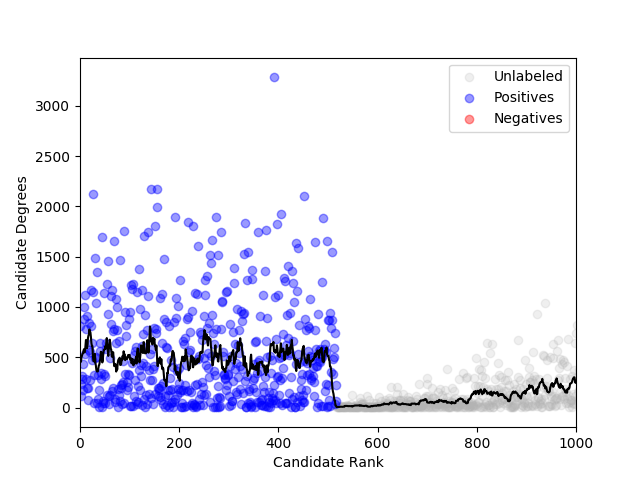 Unlabeled
Positives
Negatives
3000
2500
2000
1500
1000
500
0
Candidate Degrees
0 200 400 600 800 1000
Candidate Rank